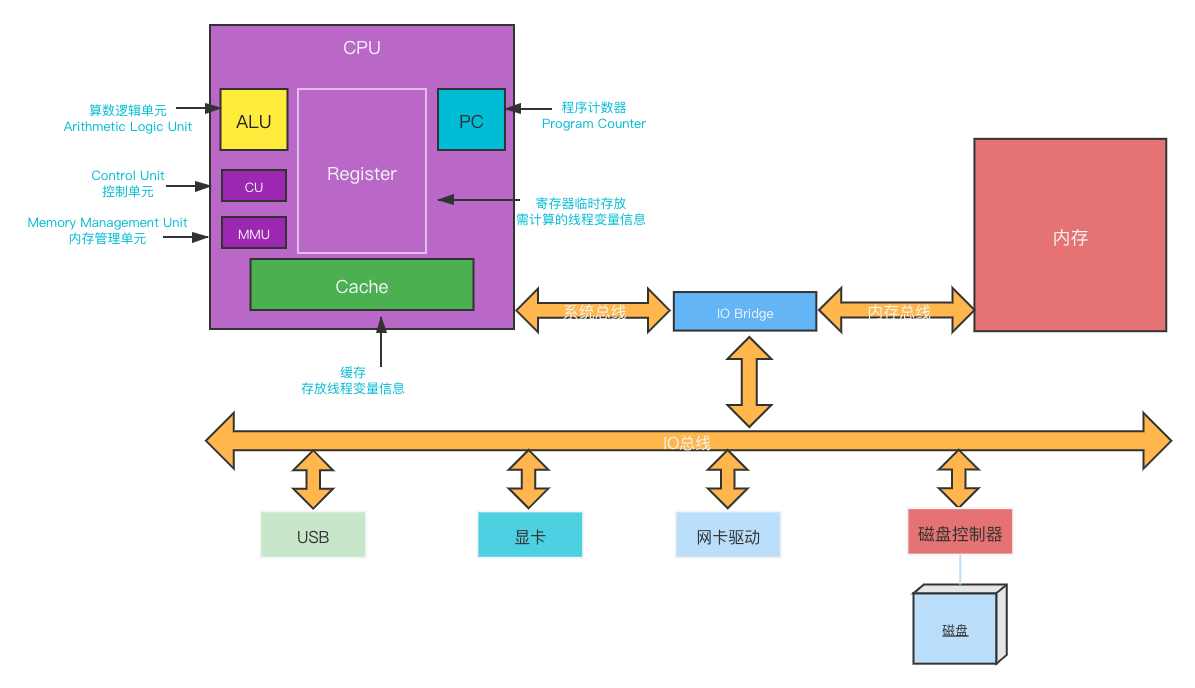 CPU
算数逻辑单元
Arithmetic Logic Unit
ALU
PC
程序计数器
Program Counter
Control Unit
控制单元
CU
Register
Memory Management Unit
内存管理单元
MMU
寄存器临时存放
需计算的线程变量信息
内存
Cache
系统总线
IO Bridge
内存总线
缓存
存放线程变量信息
IO总线
USB
显卡
网卡驱动
磁盘控制器
磁盘